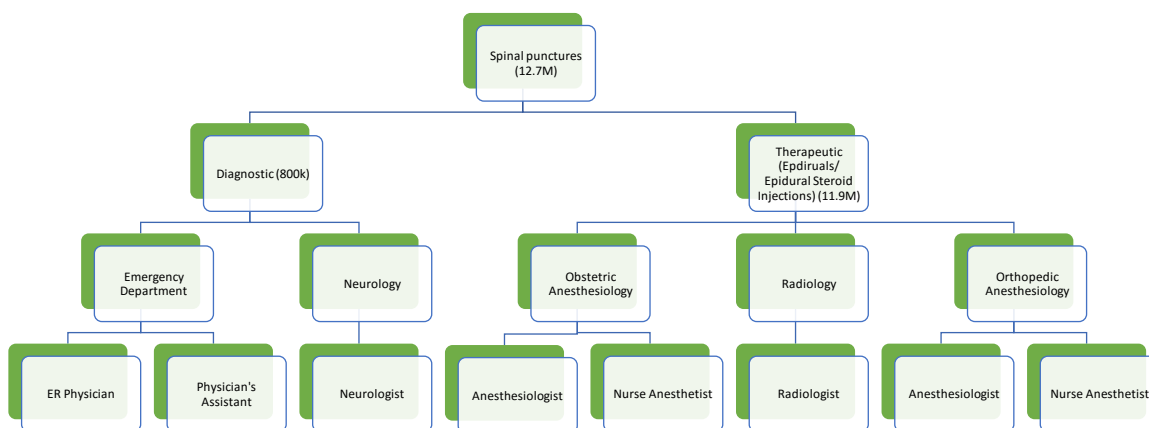 Spinal punctures
(12.7M)
Diagnostic (800k)
Therapeutic
(Epdiruals/
Epidural Steroid
Injections) (11.9M)
Emergency
Department
Neurology
Obstetric
Anesthesiology
Radiology
Orthopedic
Anesthesiology
ER Physician
Physician's
Assistant
Neurologist
Anesthesiologist
Nurse Anesthetist
Radiologist
Anesthesiologist
Nurse Anesthetist